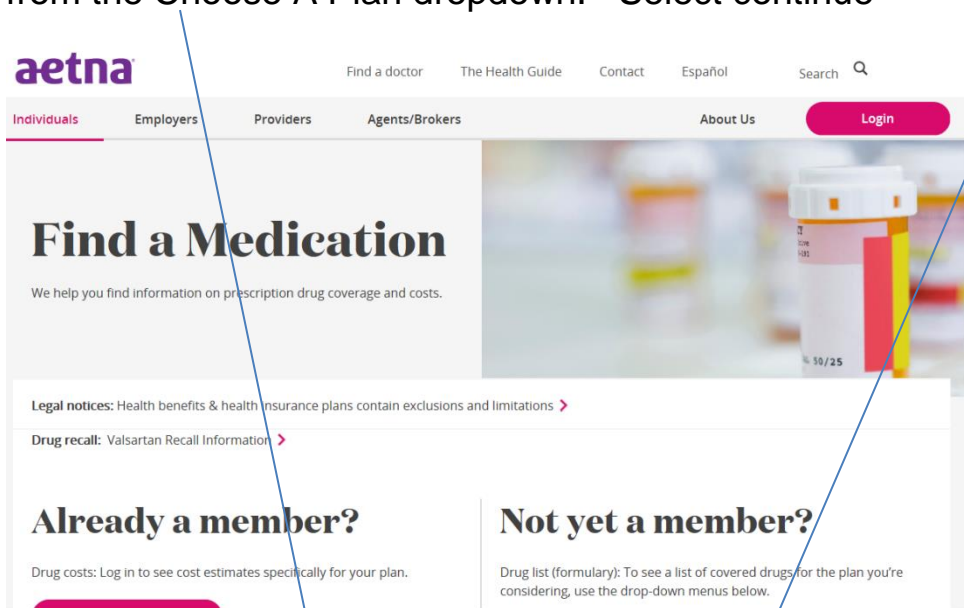 from the Choose A Plan dropdown. Select continue
aetna
Find a doctor The Health Guide Contact Español Search
Individuals Employers Providers Agents/Brokers About Us Login
Find a Medication
We help you find information on prescription drug coverage and costs.
50/25
Legal notices: Health benefits & health insurance plans contain exclusions and limitations >
Drug recall: Valsartan Recall Information >
Already a member?
Drug costs: Log in to see cost estimates specifically for your plan.
Not yet a member?
Drug list (formulary): To see a list of covered drugs for the plan you're
considering, use the drop-down menus below.